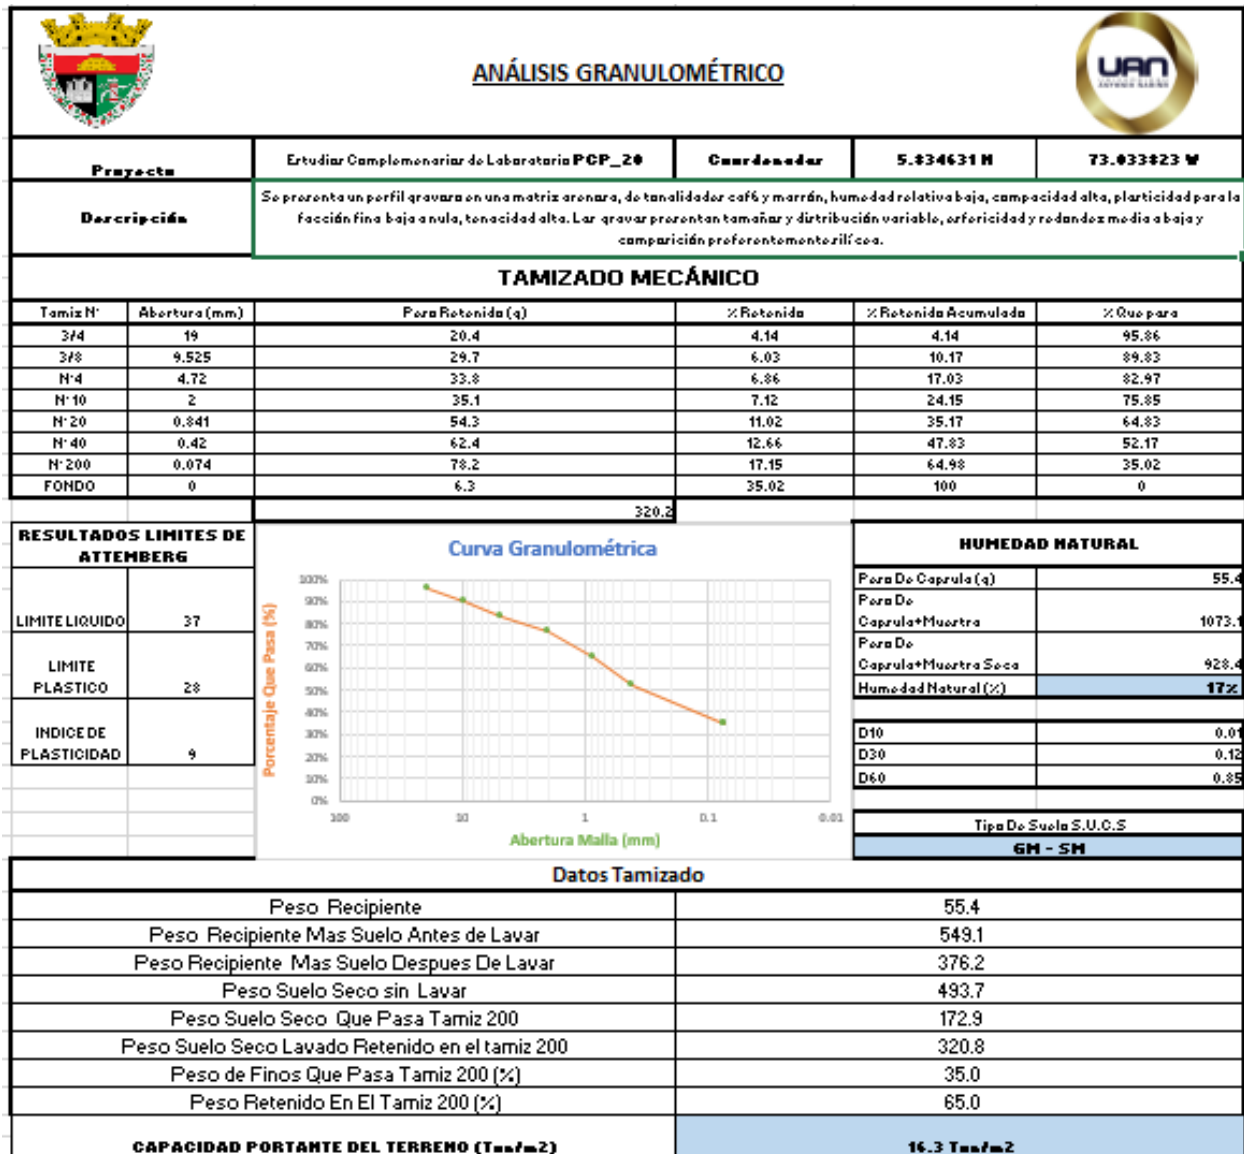 UAN
ANÁLISIS GRANULOMÉTRICO
Proyecto Estudios Complemenarios de Laboratorio PCP_20 Coordenadas 5.834631 N 73.033823 W
Descripción
Se presenta un perfil gravoso en una matriz arenosa, de tonalidades café y marrón, humedad relativa baja, compacidad alta, plasticidad para la
facción fina baja a nula, tenacidad alta. Las gravas presentan tamaños y distribución variable, esfericidad y redondez media a baja y
composición preferentemente silícea.
TAMIZADO MECÁNICO
Tamiz N° Abertura (mm) Peso Retenido (g) % Retenido % Retenido Acumulado % Que pasa
3/4 19 20.4 4.14 4.14 95.86
3/8 9.525 29.7 6.03 10.17 89.83
N°4 4.72 33.8 6.86 17.03 82.97
N°10 2 35.1 7.12 24.15 75.85
N°20 0.841 54.3 11.02 35.17 64.83
N°40 0.42 62.4 12.66 47.83 52.17
N°200 0.074 78.2 17.15 64.98 35.02
FONDO 0 6.3 35.02 100 0
320.2
RESULTADOS LIMITES DE
ATTEMBERG
LIMITE LIQUIDO 37
LIMITE
PLASTICO 28
INDICE DE
PLASTICIDAD 9
Curva Granulométrica
Porcentaje Que Pasa (%)
100%
90%
80%
70%
60%
50%
40%
30%
20%
10%
0%
100 10 1 0.1 0.01
Abertura Malla (mm)
HUMEDAD NATURAL
Peso De Capsula (g) 55.4
Peso De
Capsula+Muestra 1073.1
Peso De
Capsula+Muestra Seca 928.4
Humedad Natural (%) 17%
D10 0.01
D30 0.12
D60 0.85
Tipo De Suelo S.U.C.S
GM - SM
Datos Tamizado
Peso Recipiente 55.4
Peso Recipiente Mas Suelo Antes de Lavar 549.1
Peso Recipiente Mas Suelo Despues De Lavar 376.2
Peso Suelo Seco sin Lavar 493.7
Peso Suelo Seco Que Pasa Tamiz 200 172.9
Peso Suelo Seco Lavado Retenido en el tamiz 200 320.8
Peso de Finos Que Pasa Tamiz 200 (%) 35.0
Peso Retenido En El Tamiz 200 (%) 65.0
CAPACIDAD PORTANTE DEL TERRENO (Ton/m2) 16.3 Ton/m2